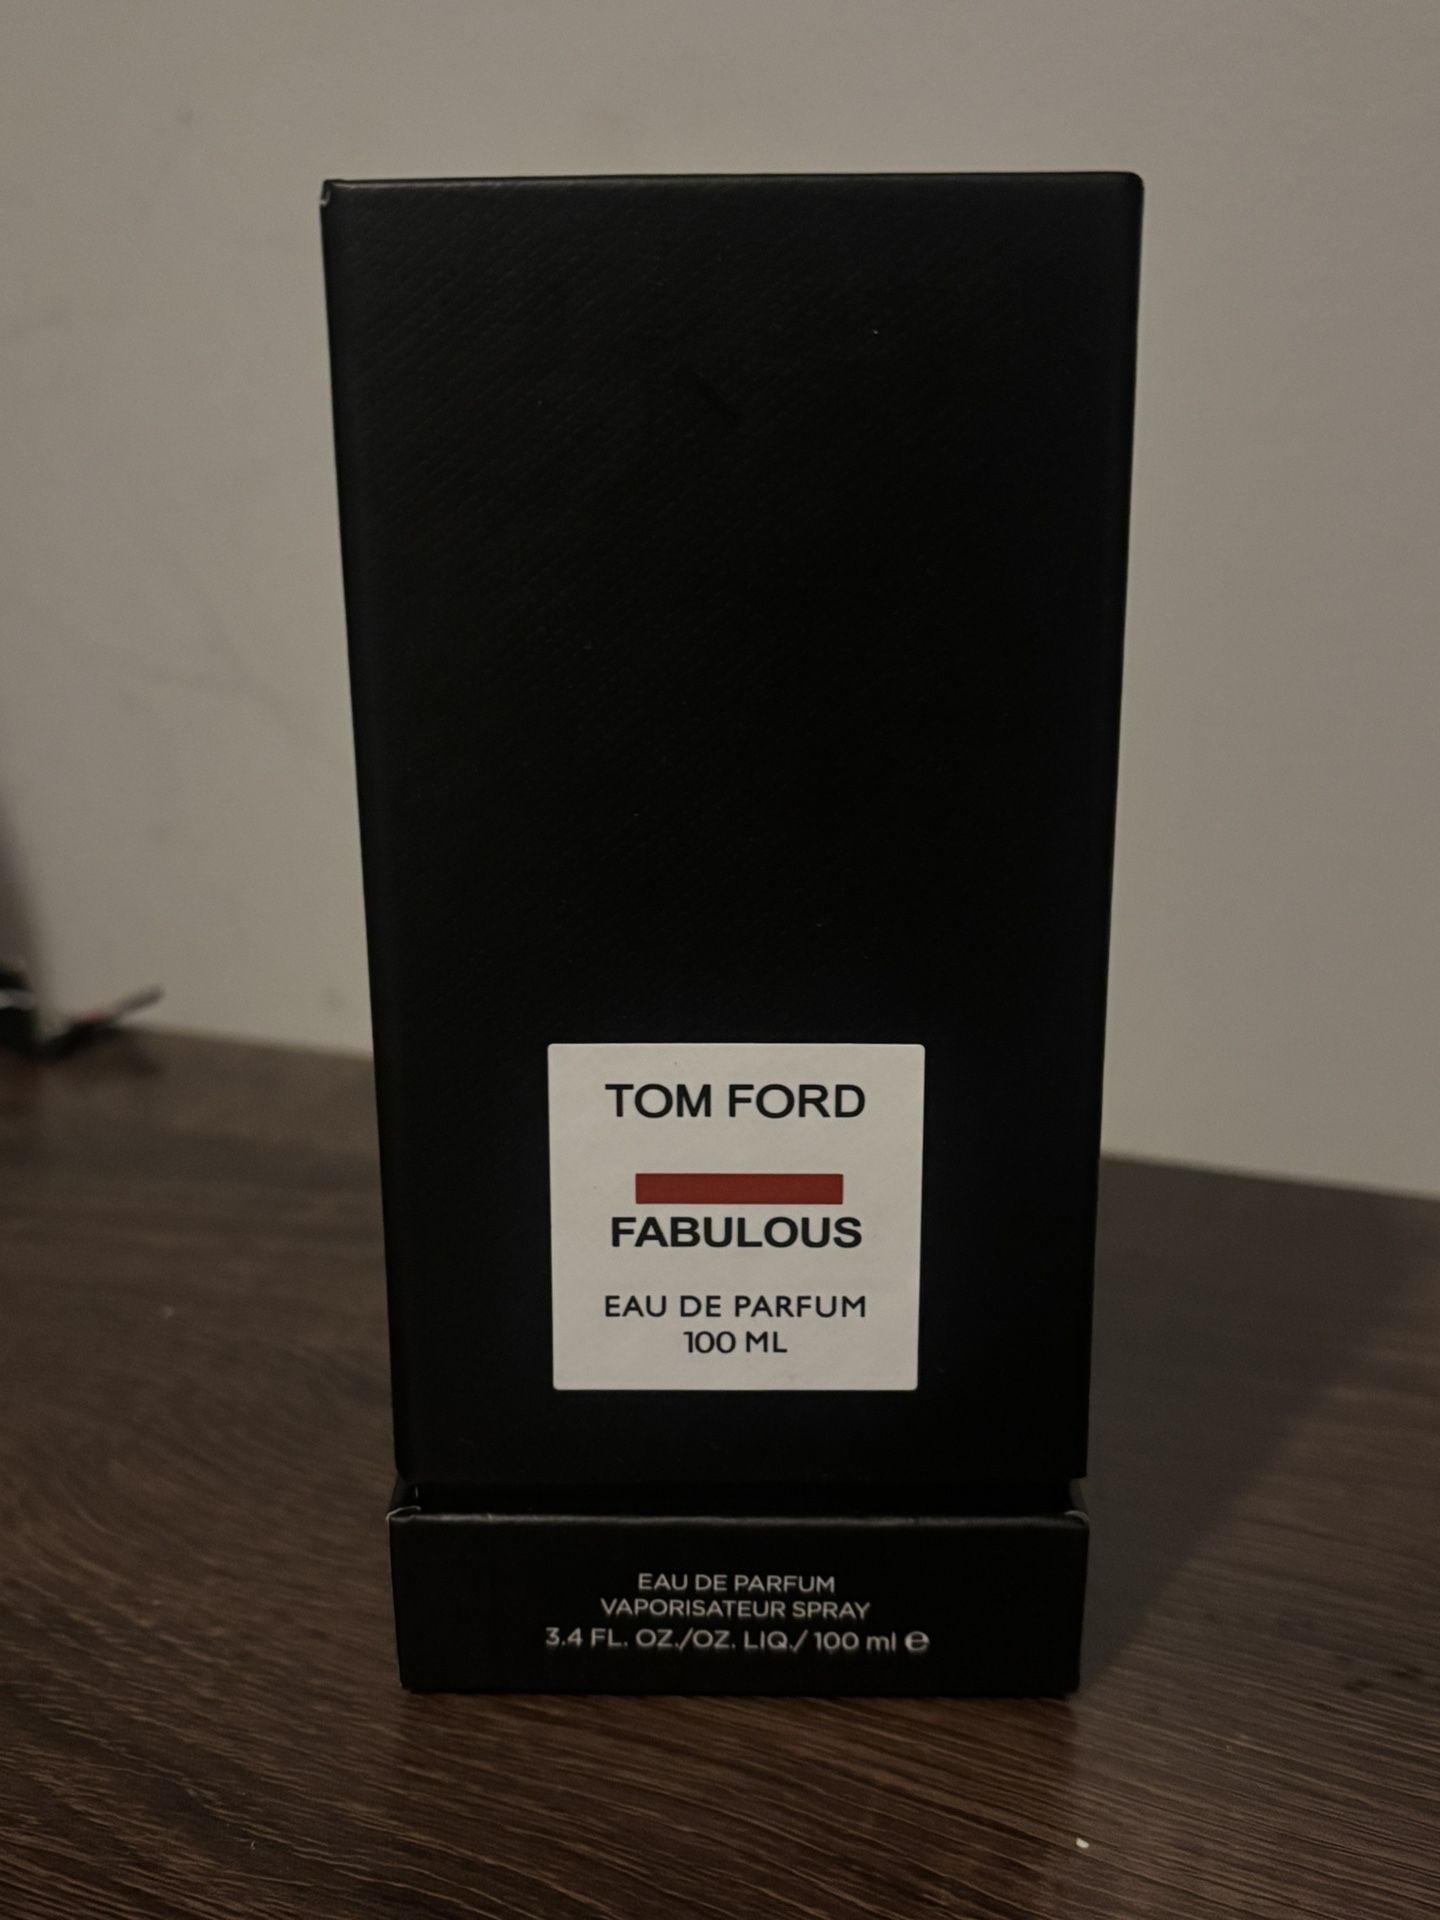 TOM FORD
FABULOUS
EAU DE PARFUM
100 ML
EAU DE PARFUM
VAPORISATEUR SPRAY
3.4 FL. OZ./OZ. LIQ./ 100 ml ℮